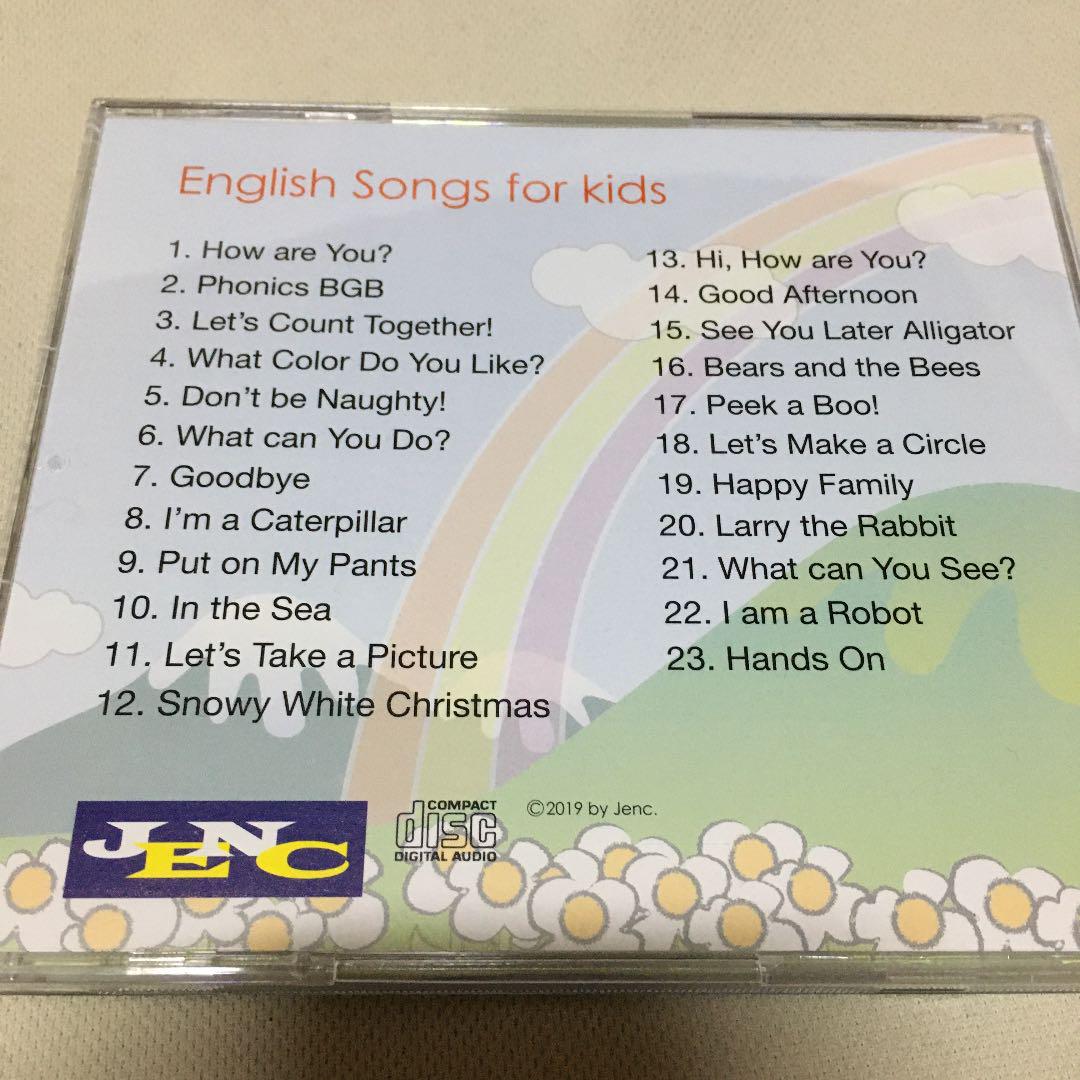 English Songs for kids
1. How are You?
2. Phonics BGB
3. Let's Count Together!
4. What Color Do You Like?
5. Don't be Naughty!
6. What can You Do?
7. Goodbye
8. I'm a Caterpillar
9. Put on My Pants
10. In the Sea
11. Let's Take a Picture
12. Snowy White Christmas
13. Hi, How are You?
14. Good Afternoon
15. See You Later Alligator
16. Bears and the Bees
17. Peek a Boo!
18. Let's Make a Circle
19. Happy Family
20. Larry the Rabbit
21. What can You See?
22. I am a Robot
23. Hands On
JENC
COMPACT
disc
DIGITAL AUDIO
©2019 by Jenc.